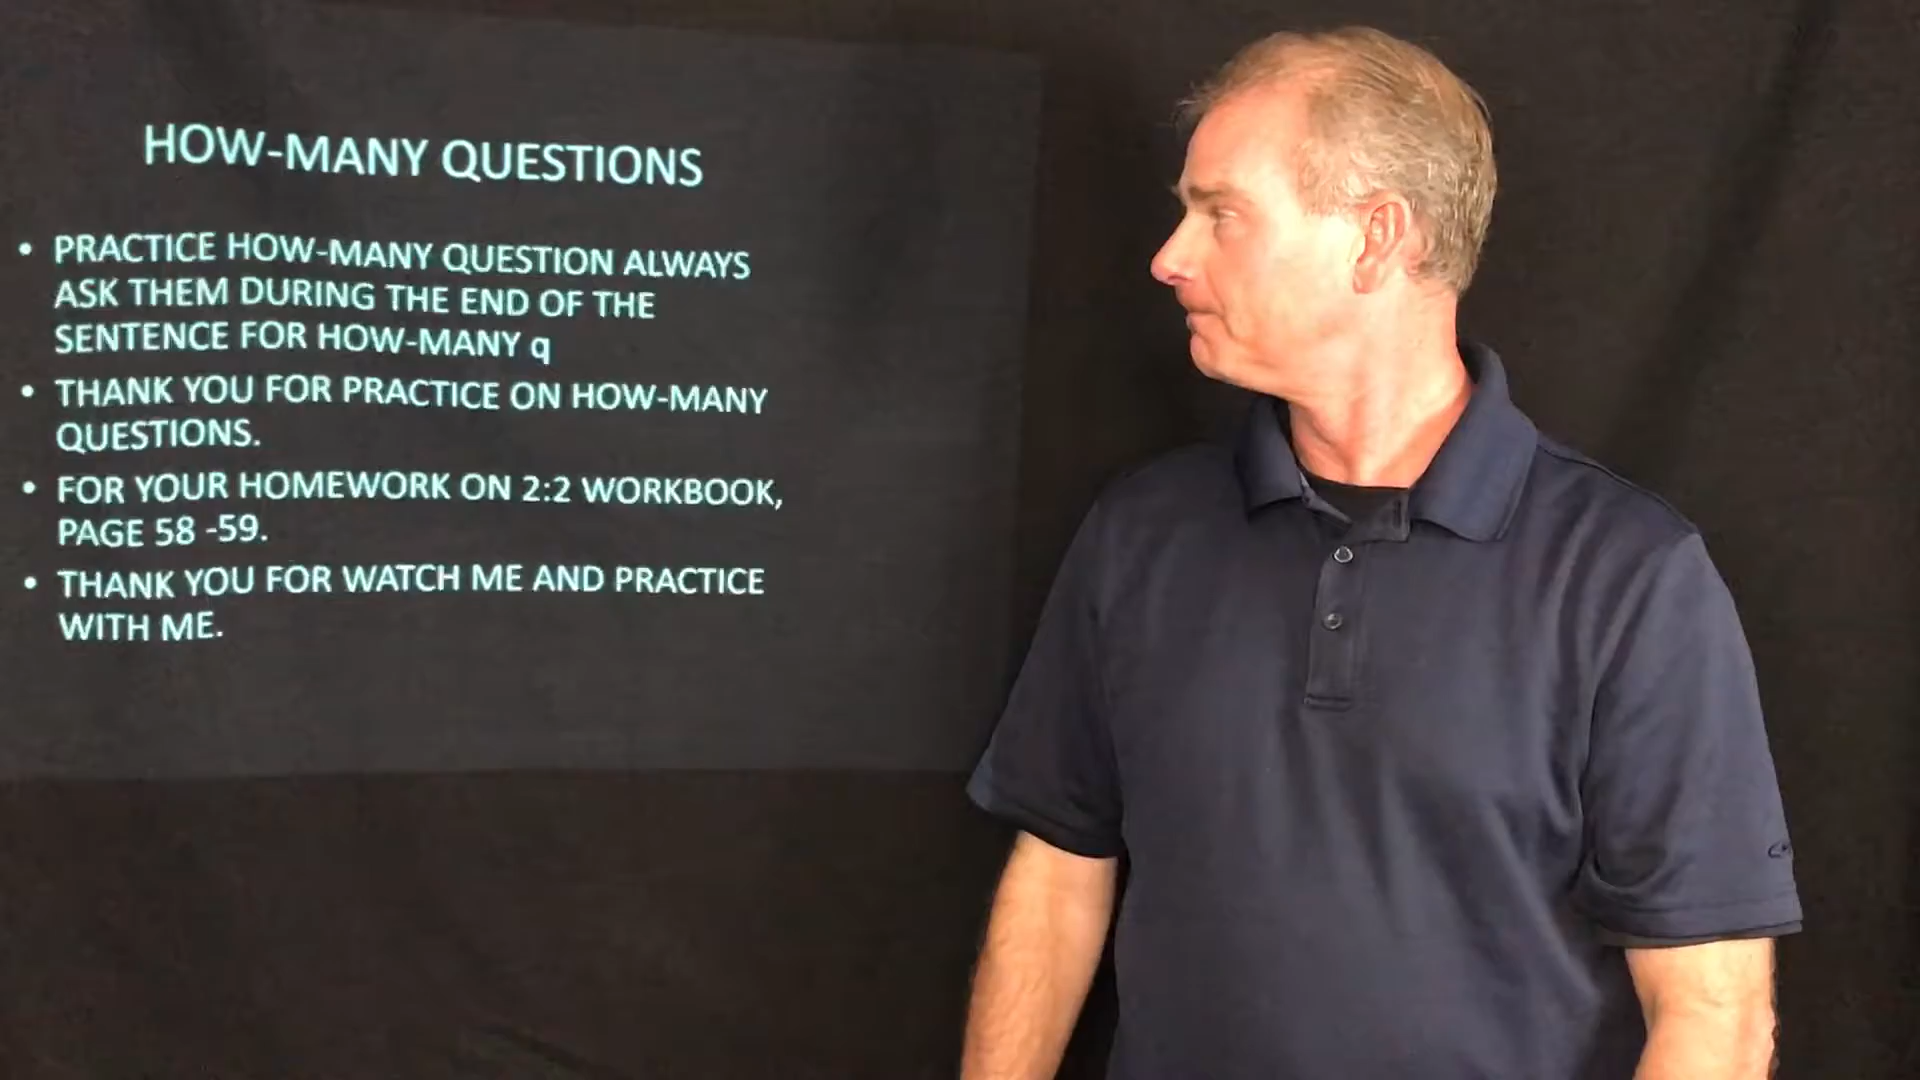 HOW-MANY QUESTIONS
• PRACTICE HOW-MANY QUESTION ALWAYS
ASK THEM DURING THE END OF THE
SENTENCE FOR HOW-MANY q
• THANK YOU FOR PRACTICE ON HOW-MANY
QUESTIONS.
• FOR YOUR HOMEWORK ON 2:2 WORKBOOK,
PAGE 58 -59.
• THANK YOU FOR WATCH ME AND PRACTICE
WITH ME.